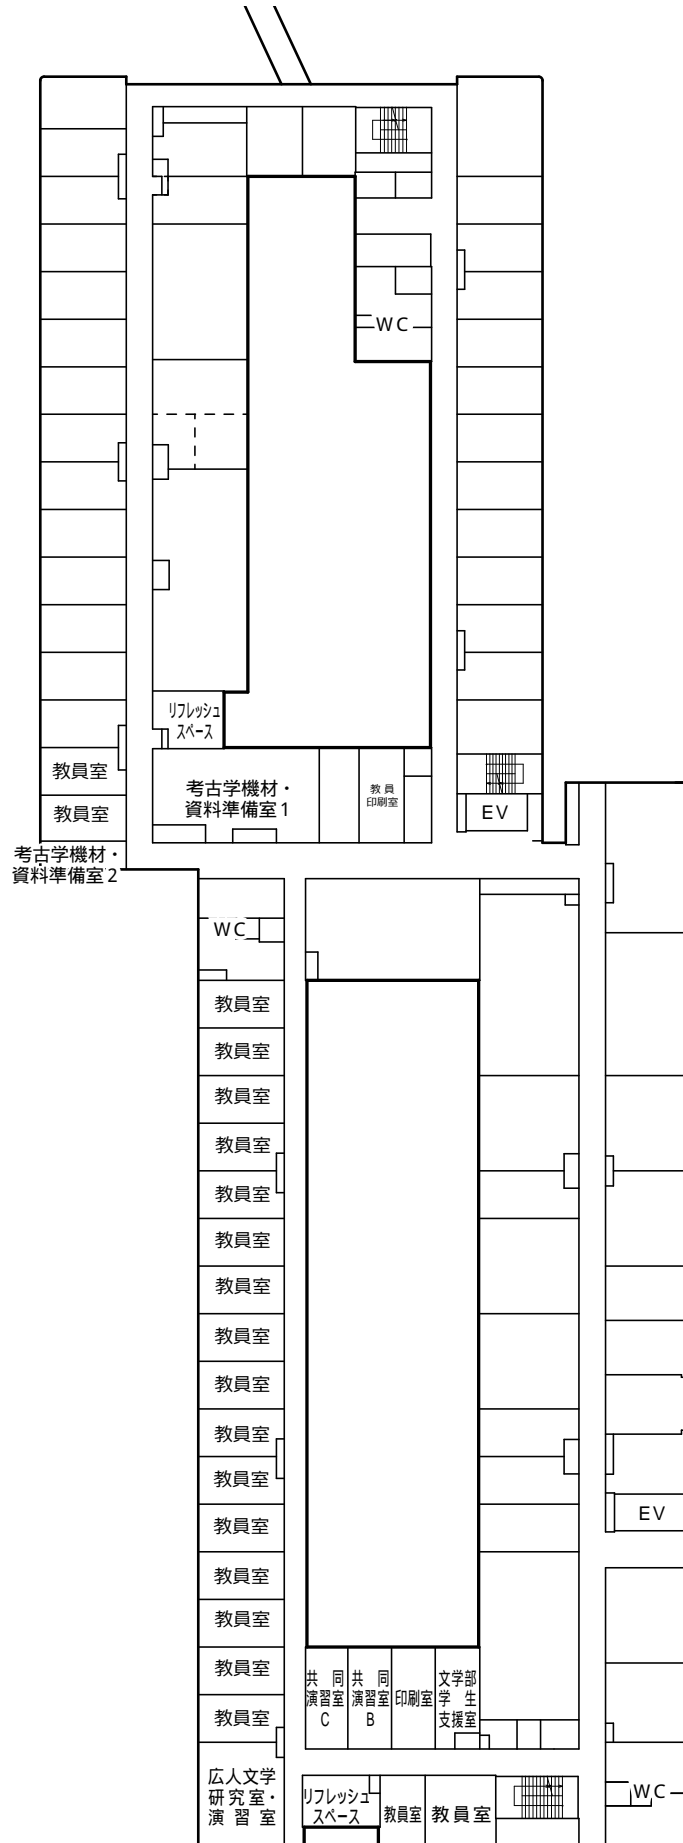 WC
リフレッシュ
スペース
教員室
考古学機材・
資料準備室1
教員
印刷室
教員室
EV
考古学機材・
資料準備室2
WC
教員室
教員室
教員室
教員室
教員室
教員室
教員室
教員室
教員室
教員室
教員室
教員室
EV
教員室
教員室
教員室
教員室
共同
演習室
C
共同
演習室
B
印刷室
文学部
学生
支援室
広人文学
研究室・
演習室
リフレッシュ
スペース
教員室
教員室
WC